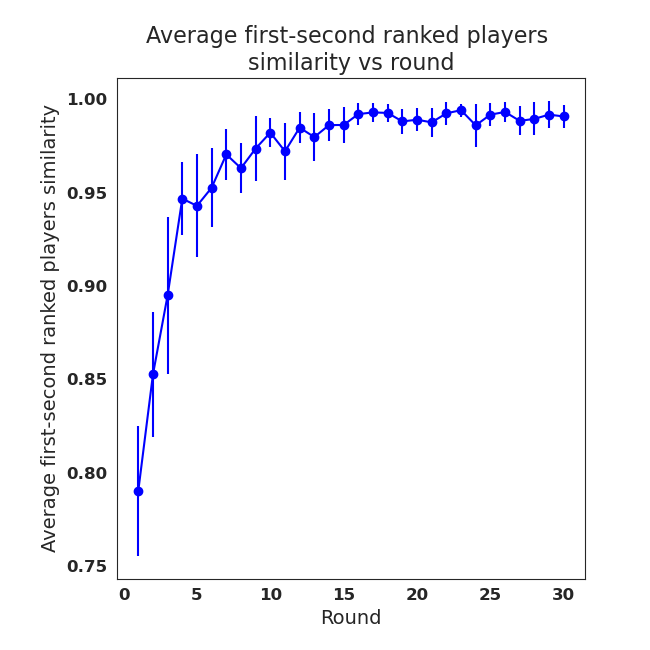 Average first-second ranked players
similarity vs round
Average first-second ranked players similarity
1.00
0.95
0.90
0.85
0.80
0.75
0 5 10 15 20 25 30
Round